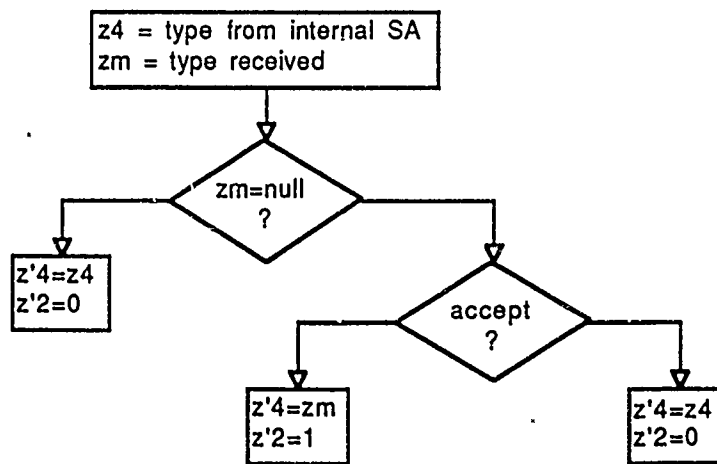 z4 = type from internal SA
zm = type received
zm=null
?
z'4=z4
z'2=0
accept
?
z'4=zm
z'2=1
z'4=z4
z'2=0